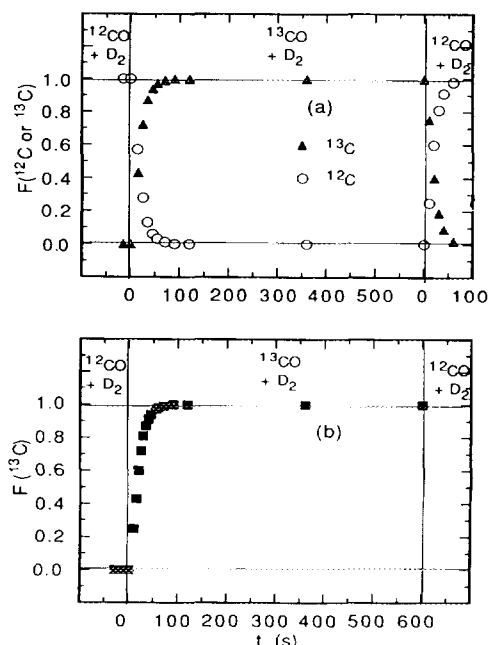 ¹²CO
+ D₂
¹³CO
+ D₂
¹²CO
+ D₂
F(¹²C or ¹³C)
1.0
0.8
0.6
0.4
0.2
0.0
(a)
▲ ¹³C
○ ¹²C
0 100 200 300 400 500 0 100
¹²CO
+ D₂
¹³CO
+ D₂
¹²CO
+ D₂
F (¹³C)
1.0
0.8
0.6
0.4
0.2
0.0
(b)
0 100 200 300 400 500 600
t (s)